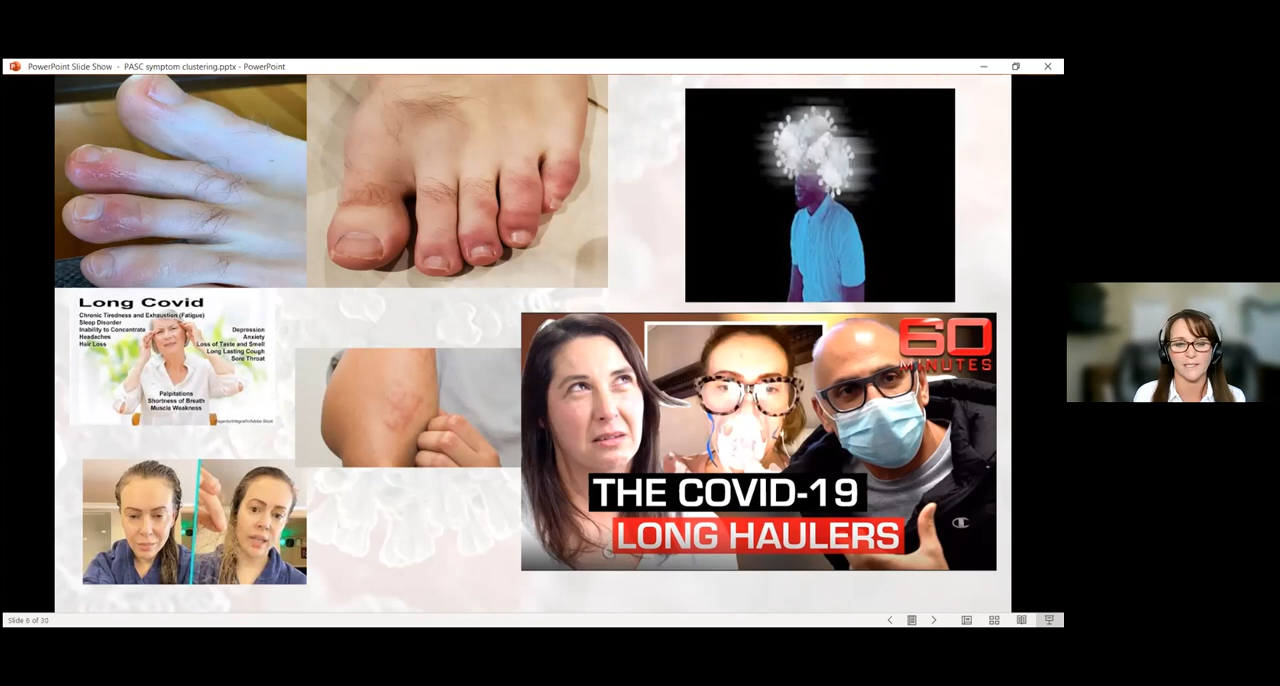 PowerPoint Slide Show - PASC symptom clustering.pptx - PowerPoint
Long Covid
Chronic Tiredness and Exhaustion (Fatigue)
Sleep Disorder
Inability to Concentrate
Headaches
Hair Loss
Depression
Anxiety
Loss of Taste and Smell
Long Lasting Cough
Sore Throat
Palpitations
Shortness of Breath
Muscle Weakness
60
MINUTES
THE COVID-19
LONG HAULERS
Slide 6 of 30